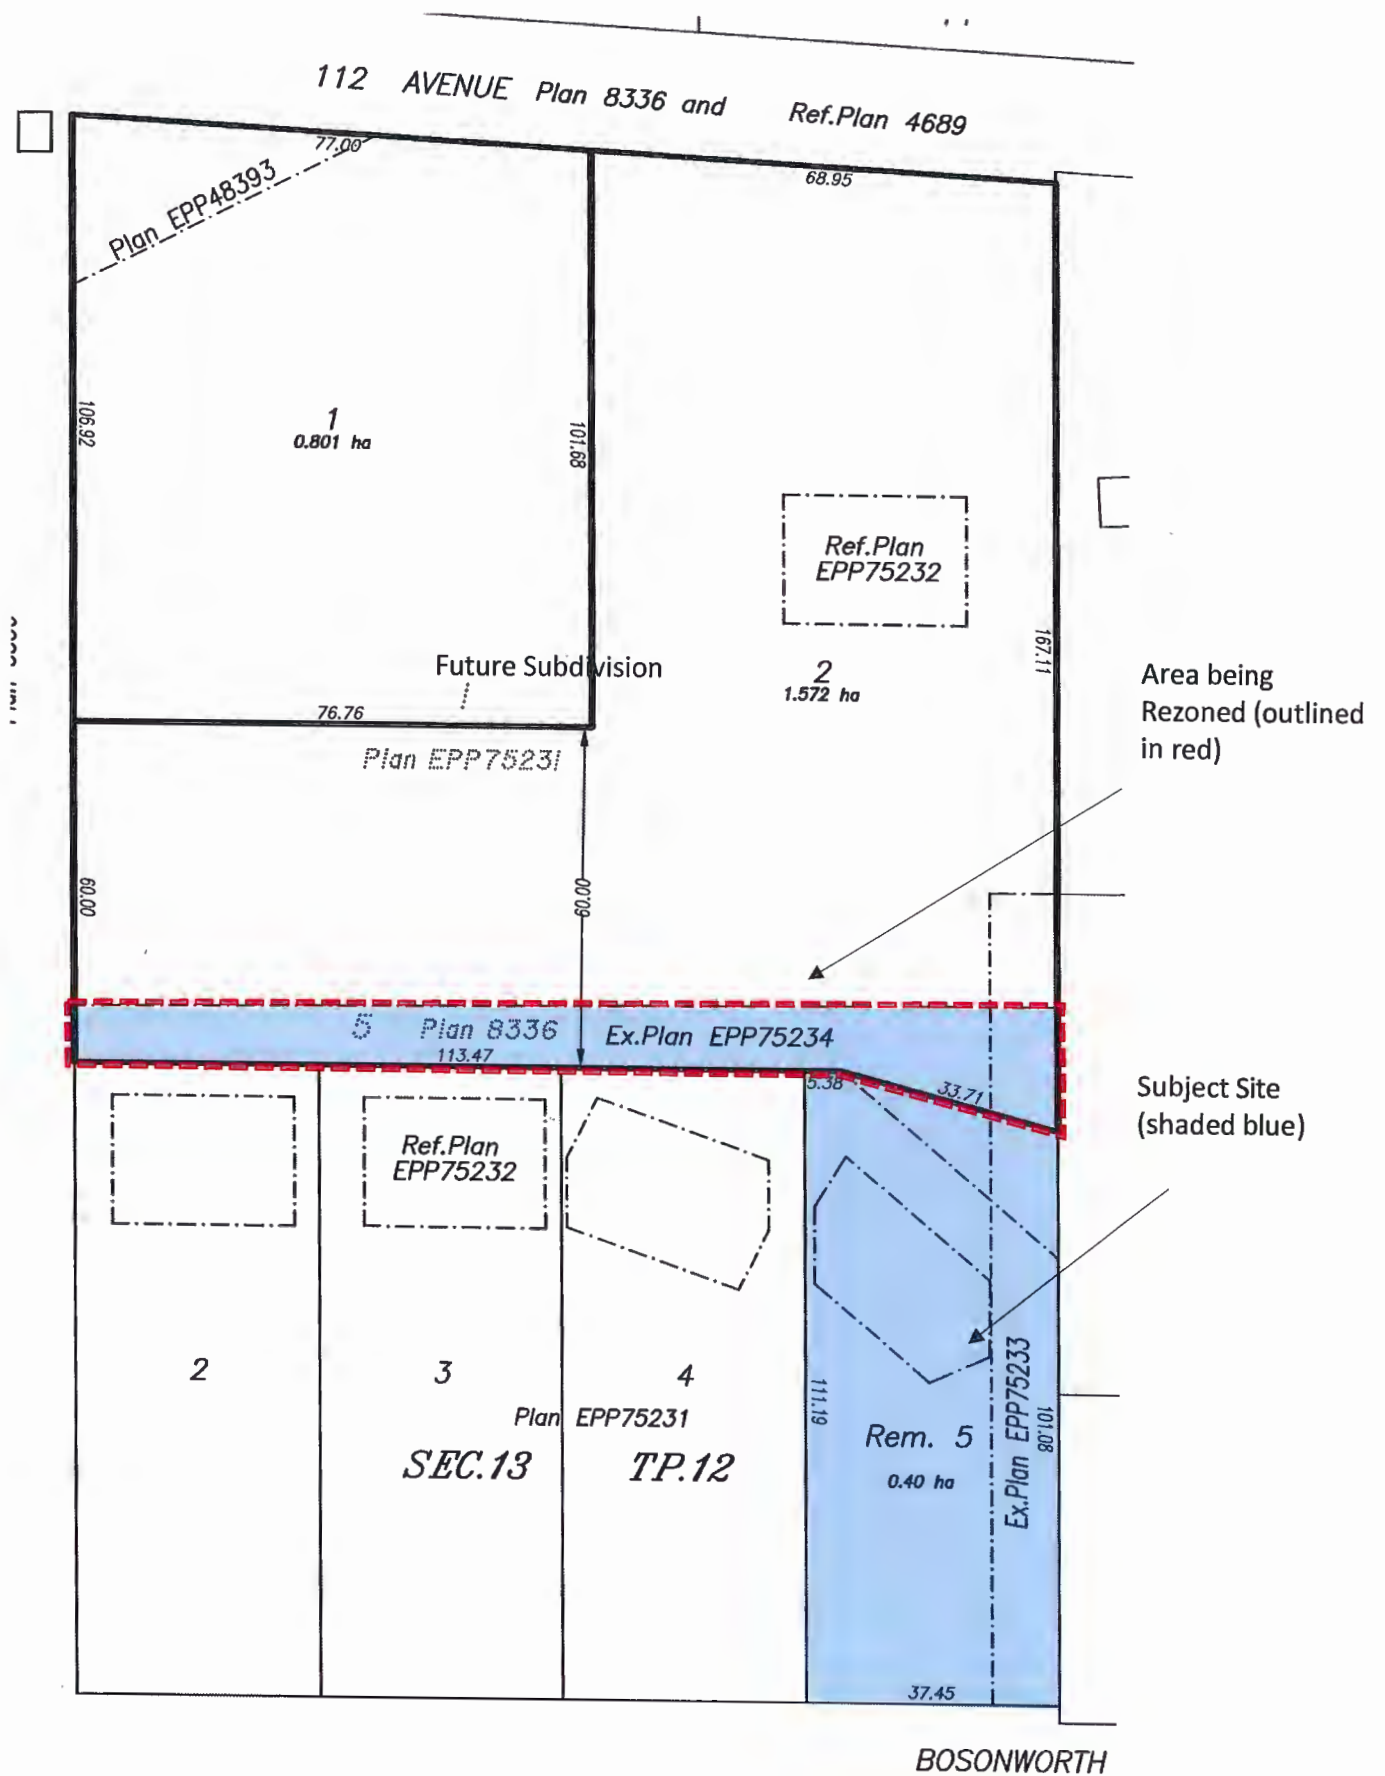 112 AVENUE Plan 8336 and Ref.Plan 4689
77.00
68.95
Plan EPP48393
106.92
1
0.801 ha
101.68
Ref.Plan
EPP75232
167.11
2
1.572 ha
Future Subdivision
76.76
Plan EPP75231
Area being
Rezoned (outlined
in red)
60.00
60.00
5 Plan 8336 Ex.Plan EPP75234
113.47
5.38
33.71
Subject Site
(shaded blue)
Ref.Plan
EPP75232
2
3
4
Plan EPP75231
SEC.13 TP.12
111.19
Rem. 5
0.40 ha
Ex.Plan EPP75233
101.08
37.45
BOSONWORTH